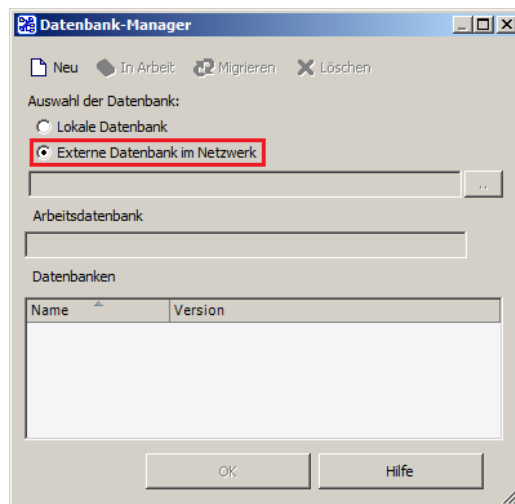 Datenbank-Manager
Neu In Arbeit Migrieren Löschen
Auswahl der Datenbank:
Lokale Datenbank
Externe Datenbank im Netzwerk
..
Arbeitsdatenbank
Datenbanken
Name Version
OK Hilfe